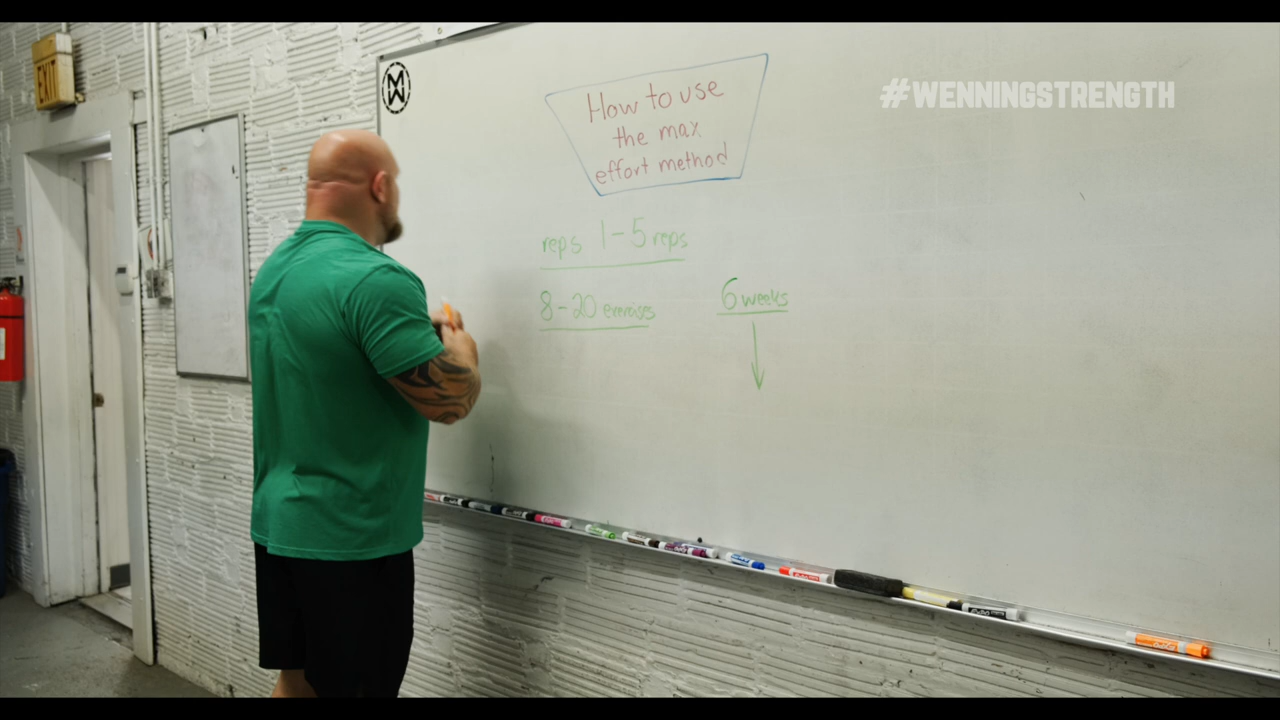 EXIT
#WENNINGSTRENGTH
How to use
the max
effort method
reps 1-5 reps
8-20 exercises
6 weeks